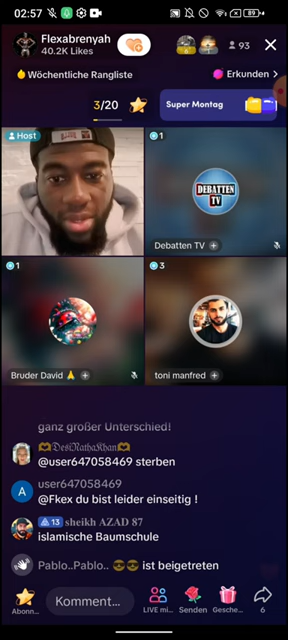 02:57
89
Flexabrenyah
40.2K Likes
93
Wöchentliche Rangliste
Erkunden >
3/20
Super Montag
Host
1
DEBATTEN
TV
Debatten TV
1
Bruder David 🙏
3
toni manfred
ganz großer Unterschied!
🫶DesiNathaKhan🫶
@user647058469 sterben
A
user647058469
@Fkex du bist leider einseitig !
13 𝐬𝐡𝐞𝐢𝐤𝐡 𝐀𝐙𝐀𝐃 𝟖𝟕
islamische Baumschule
Pablo..Pablo.. 😎😎 ist beigetreten
Komment...
Abonn...
LIVE mi...
Senden
Gesche...
6